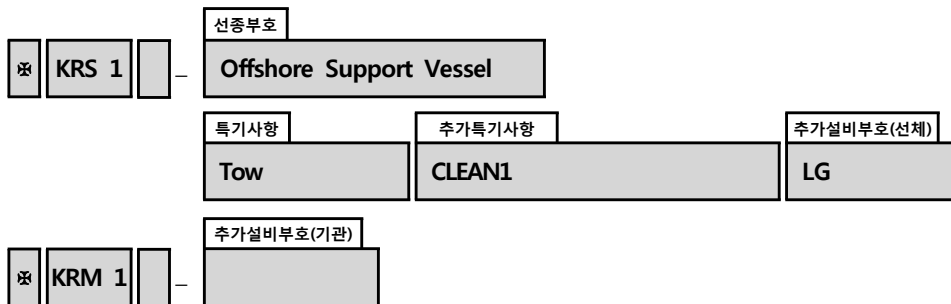 선종부호
✠ KRS 1 – Offshore Support Vessel
특기사항 추가특기사항 추가설비부호(선체)
Tow CLEAN1 LG
추가설비부호(기관)
✠ KRM 1 –